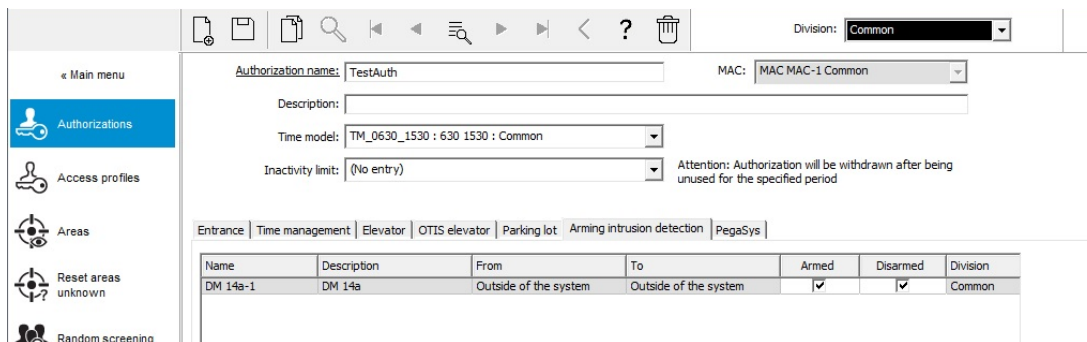 Division: Common
« Main menu
Authorization name: TestAuth MAC: MAC MAC-1 Common
Description:
Authorizations
Time model: TM_0630_1530 : 630 1530 : Common
Inactivity limit: (No entry) Attention: Authorization will be withdrawn after being
unused for the specified period
Access profiles
Areas
Entrance Time management Elevator OTIS elevator Parking lot Arming intrusion detection PegaSys
Name Description From To Armed Disarmed Division
DM 14a-1 DM 14a Outside of the system Outside of the system Common
Reset areas
unknown
Random screening